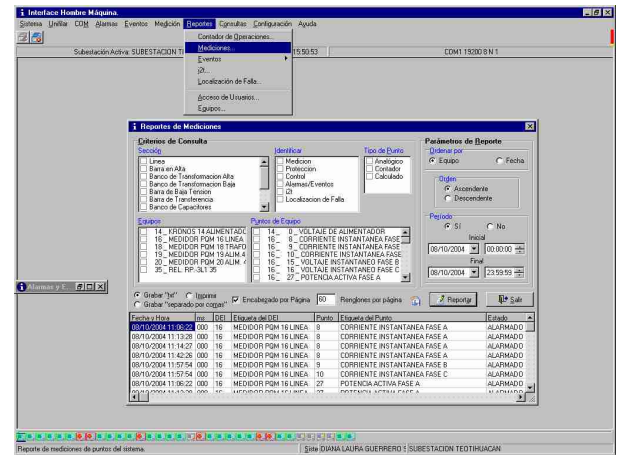 Interface Hombre Máquina.
Sistema Unifilar COM Alarmas Eventos Medición Reportes Consultas Configuración Ayuda
Subestación Activa: SUBESTACION TE
15:50:53
COM1 19200 8 N 1
Contador de Operaciones...
Mediciones...
Eventos
i2t...
Localización de Falla...
Acceso de Usuarios...
Equipos...
Reportes de Mediciones
Criterios de Consulta
Sección
Linea
Barra en Alta
Banco de Transformacion Alta
Banco de Transformacion Baja
Barra de Baja Tension
Barra de Transferencia
Banco de Capacitores
Identificar
Medicion
Proteccion
Control
Alarmas/Eventos
i2t
Localizacion de Falla
Tipo de Punto
Analogico
Contador
Calculado
Parámetros de Reporte
Ordenar por
Equipo
Fecha
Orden
Ascendente
Descendente
Período
Sí
No
Inicial
08/10/2004
00:00:00
Final
08/10/2004
23:59:59
Equipos
14_ KRONOS 14 ALIMENTADO
16_ MEDIDOR PQM 16 LINEA
18_ MEDIDOR PQM 18 TRAFO
19_ MEDIDOR PQM 19 ALIM.4
20_ MEDIDOR PQM 20 ALIM. 4
35_ REL. RP-3L1 35
Puntos de Equipo
14_ 0_ VOLTAJE DE ALIMENTADOR
16_ 8_ CORRIENTE INSTANTANEA FASE
16_ 9_ CORRIENTE INSTANTANEA FASE
16_ 10_ CORRIENTE INSTANTANEA FASE
16_ 15_ VOLTAJE INSTANTANEO FASE B
16_ 16_ VOLTAJE INSTANTANEO FASE C
16_ 27_ POTENCIA ACTIVA FASE A
Alarmas y E...
Grabar "txt"
Imprimir
Grabar "separado por comas"
Encabezado por Página
60
Renglones por página
Reportar
Salir
Fecha y Hora ms DEI Etiqueta del DEI Punto Etiqueta del Punto Estado
08/10/2004 11:06:22 000 16 MEDIDOR PQM 16 LINEA 8 CORRIENTE INSTANTANEA FASE A ALARMADO
08/10/2004 11:13:28 000 16 MEDIDOR PQM 16 LINEA 8 CORRIENTE INSTANTANEA FASE A ALARMADO
08/10/2004 11:14:27 000 16 MEDIDOR PQM 16 LINEA 8 CORRIENTE INSTANTANEA FASE A ALARMADO
08/10/2004 11:42:26 000 16 MEDIDOR PQM 16 LINEA 8 CORRIENTE INSTANTANEA FASE A ALARMADO
08/10/2004 11:57:54 000 16 MEDIDOR PQM 16 LINEA 9 CORRIENTE INSTANTANEA FASE B ALARMADO
08/10/2004 11:57:54 000 16 MEDIDOR PQM 16 LINEA 10 CORRIENTE INSTANTANEA FASE C ALARMADO
08/10/2004 11:06:22 000 16 MEDIDOR PQM 16 LINEA 27 POTENCIA ACTIVA FASE A ALARMADO
Reporte de mediciones de puntos del sistema.
Siste DIANA LAURA GUERRERO S SUBESTACION TEOTIHUACAN